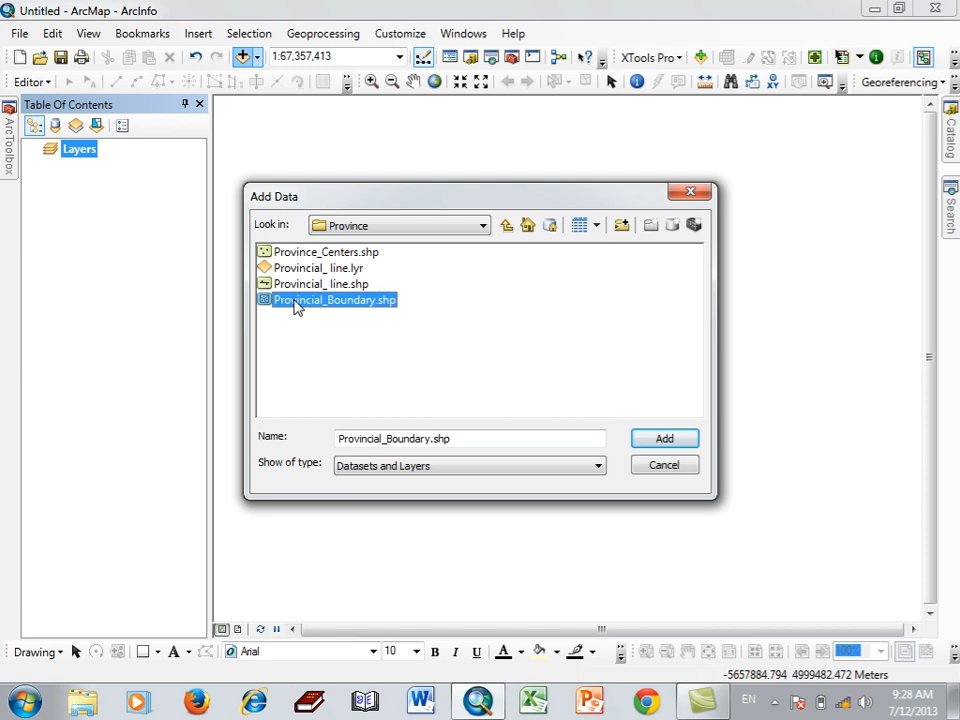 Untitled - ArcMap - ArcInfo
File Edit View Bookmarks Insert Selection Geoprocessing Customize Windows Help
1:67,357,413
XTools Pro
Editor
Georeferencing
ArcToolbox
Table Of Contents
Layers
Catalog
Search
Add Data
Look in: Province
Province_Centers.shp
Provincial_ line.lyr
Provincial_ line.shp
Provincial_Boundary.shp
Name: Provincial_Boundary.shp
Add
Show of type: Datasets and Layers
Cancel
Drawing
A
Arial
10
B I U A
100%
-5657884.794 4999482.472 Meters
EN
9:28 AM
7/12/2013